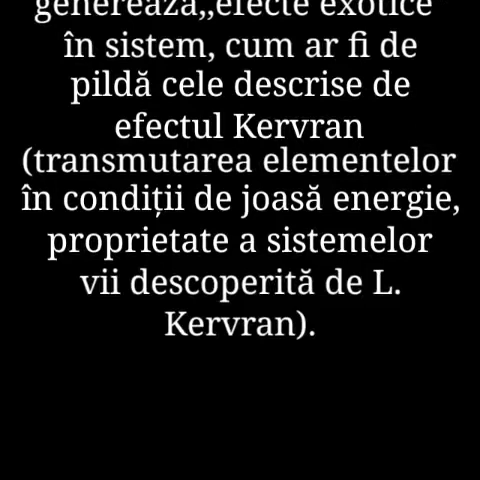 generează,,efecte exotice
în sistem, cum ar fi de
pildă cele descrise de
efectul Kervran
(transmutarea elementelor
în condiții de joasă energie,
proprietate a sistemelor
vii descoperită de L.
Kervran).